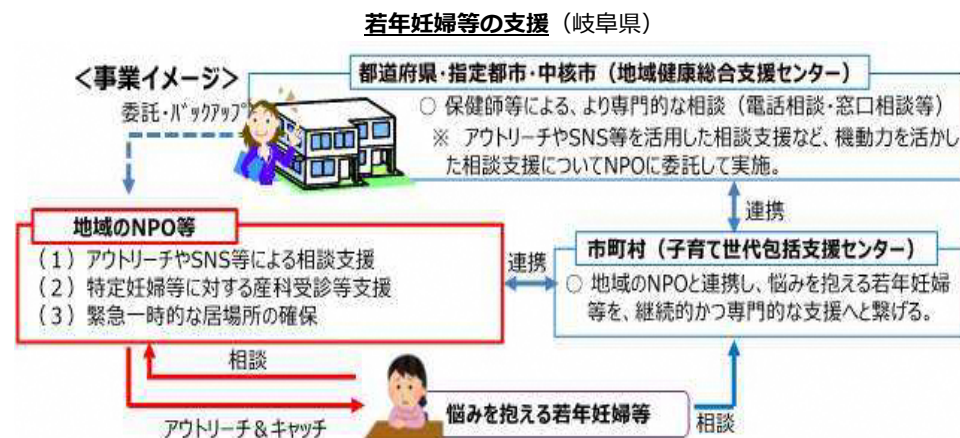 若年妊婦等の支援（岐阜県）
＜事業イメージ＞
委託・ﾊﾞｯｸｱｯﾌﾟ
都道府県・指定都市・中核市（地域健康総合支援センター）
○ 保健師等による、より専門的な相談（電話相談・窓口相談等）
※ アウトリーチやSNS等を活用した相談支援など、機動力を活かし
た相談支援についてNPOに委託して実施。
連携
地域のNPO等
（１）アウトリーチやSNS等による相談支援
（２）特定妊婦等に対する産科受診等支援
（３）緊急一時的な居場所の確保
連携
市町村（子育て世代包括支援センター）
○ 地域のNPOと連携し、悩みを抱える若年妊婦
等を、継続的かつ専門的な支援へと繋げる。
相談
アウトリーチ＆キャッチ
悩みを抱える若年妊婦等
相談